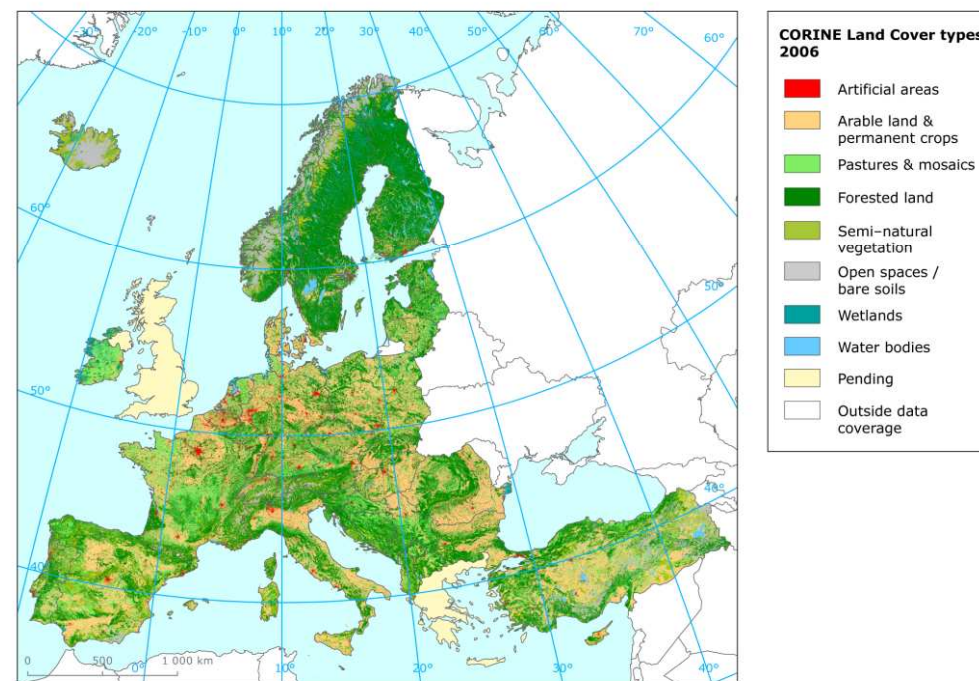 -30° -20° -10° 0° 10° 20° 30° 40° 50° 60° 70°
60°
60°
50°
50°
40°
40°
0 500 1 000 km
0° 10° 20° 30° 40°
CORINE Land Cover types
2006
Artificial areas
Arable land &
permanent crops
Pastures & mosaics
Forested land
Semi–natural
vegetation
Open spaces /
bare soils
Wetlands
Water bodies
Pending
Outside data
coverage